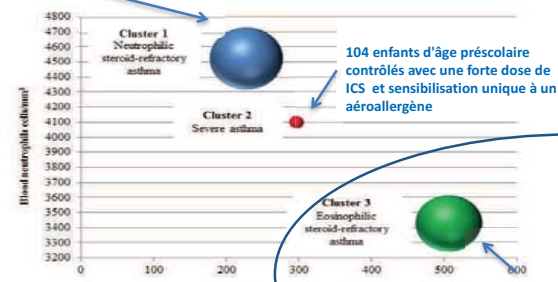 4800
4700
4600
4500
4400
4300
4200
4100
4000
3900
3800
3700
3600
3500
3400
3300
3200
Blood neutrophils cells/mm³
Cluster 1
Neutrophilic
steroid-refractory
asthma
104 enfants d'âge préscolaire
contrôlés avec une forte dose de
ICS et sensibilisation unique à un
aéroallergène
Cluster 2
Severe asthma
Cluster 3
Eosinophilic
steroid-refractory
asthma
0 100 200 300 400 500 600